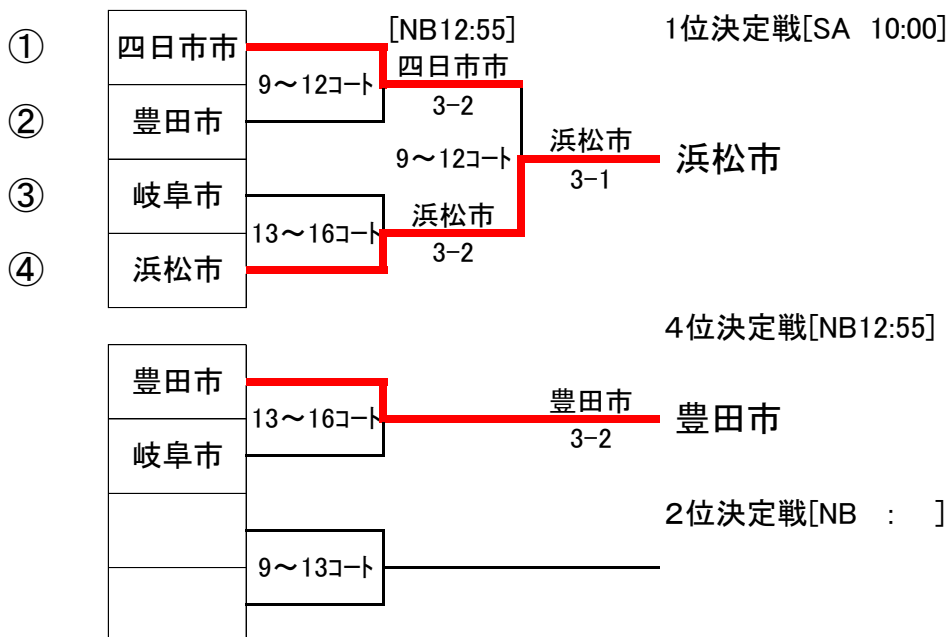 [NB12:55]
1位決定戦[SA 10:00]
① 四日市市
9～12コート
四日市市
3-2
② 豊田市
9～12コート
浜松市
3-1
浜松市
③ 岐阜市
13～16コート
浜松市
3-2
④ 浜松市
4位決定戦[NB12:55]
豊田市
13～16コート
豊田市
3-2
豊田市
岐阜市
2位決定戦[NB : ]
9～13コート